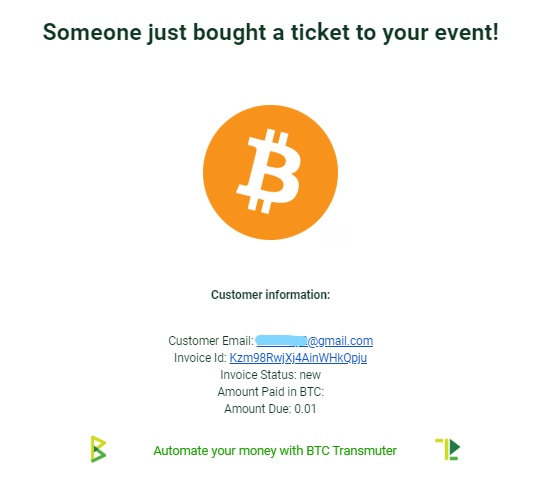 Someone just bought a ticket to your event!
Customer information:
Customer Email: @gmail.com
Invoice Id: Kzm98RwjXj4AinWHkQpju
Invoice Status: new
Amount Paid in BTC:
Amount Due: 0.01
Automate your money with BTC Transmuter